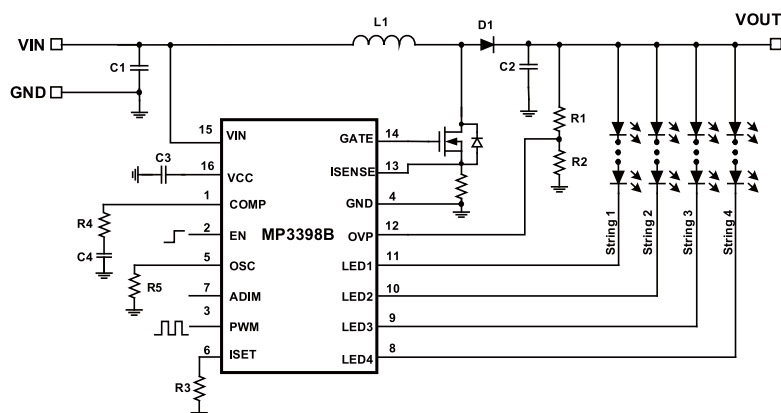 L1
D1
VOUT
VIN
C1
C2
GND
R1
R2
15
VIN
GATE
14
C3
16
VCC
ISENSE
13
1
COMP
GND
4
R4
2
EN
MP3398B
OVP
12
C4
5
OSC
LED1
11
R5
7
ADIM
LED2
10
3
PWM
LED3
9
6
ISET
LED4
8
R3
String 1
String 2
String 3
String 4